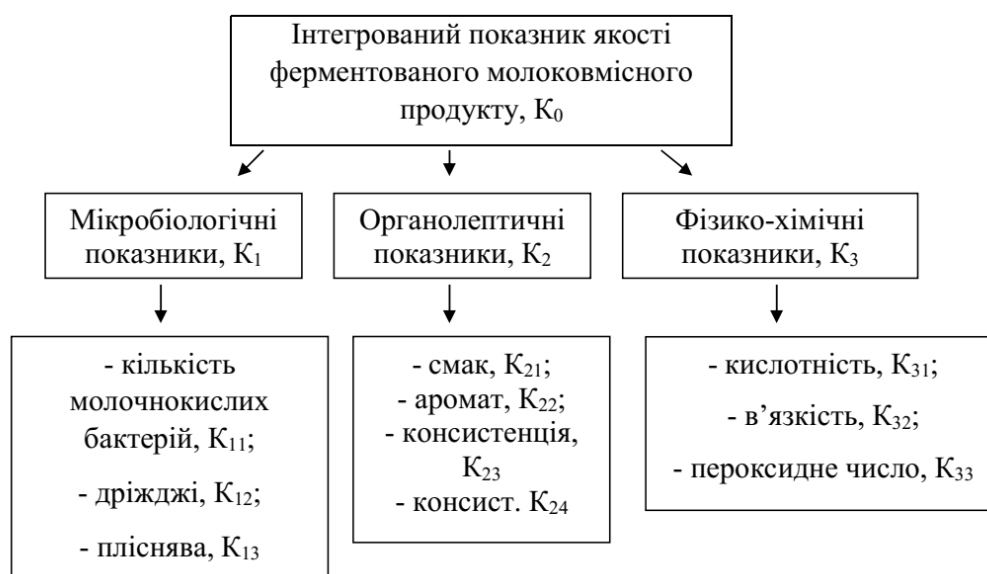 Інтегрований показник якості
ферментованого молоковмісного
продукту, К₀
Мікробіологічні
показники, К₁
Органолептичні
показники, К₂
Фізико-хімічні
показники, К₃
- кількість
молочнокислих
бактерій, К₁₁;
- дріжджі, К₁₂;
- пліснява, К₁₃
- смак, К₂₁;
- аромат, К₂₂;
- консистенція,
К₂₃
- консист. К₂₄
- кислотність, К₃₁;
- в’язкість, К₃₂;
- пероксидне число, К₃₃